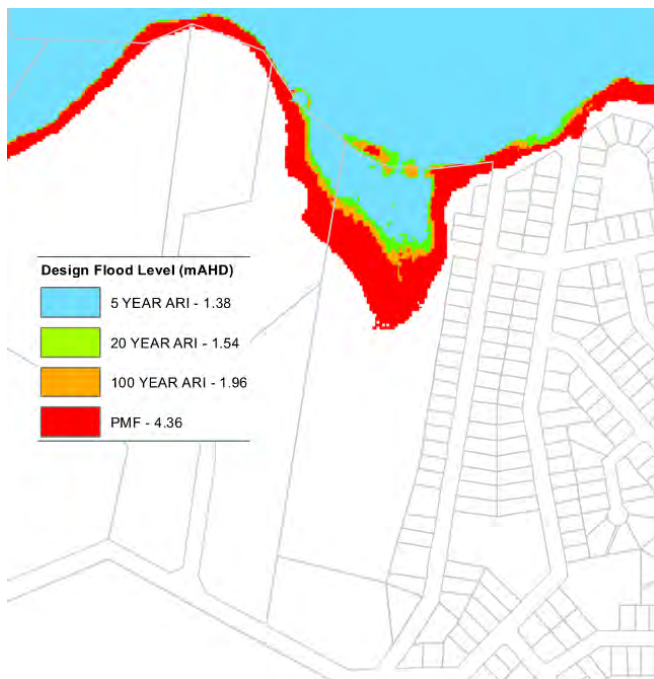 Design Flood Level (mAHD)
5 YEAR ARI - 1.38
20 YEAR ARI - 1.54
100 YEAR ARI - 1.96
PMF - 4.36